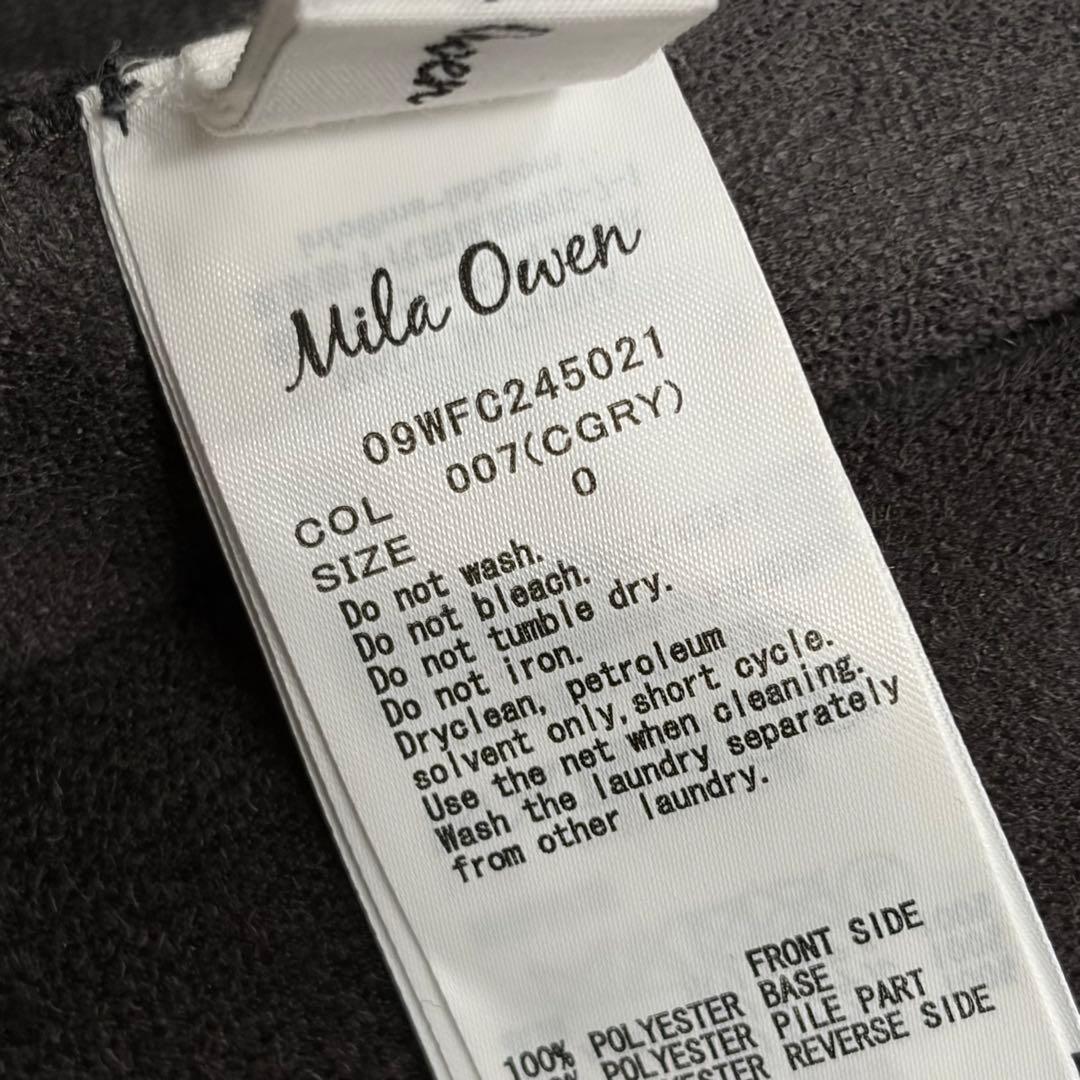 Owen
Mila Owen
09WFC245021
COL 007(CGRY)
SIZE 0
Do not wash.
Do not bleach.
Do not tumble dry.
Do not iron.
Dryclean, petroleum
solvent only, short cycle.
Use the net when cleaning.
Wash the laundry separately
from other laundry.
FRONT SIDE
100% POLYESTER BASE
POLYESTER PILE PART
REVERSE SIDE